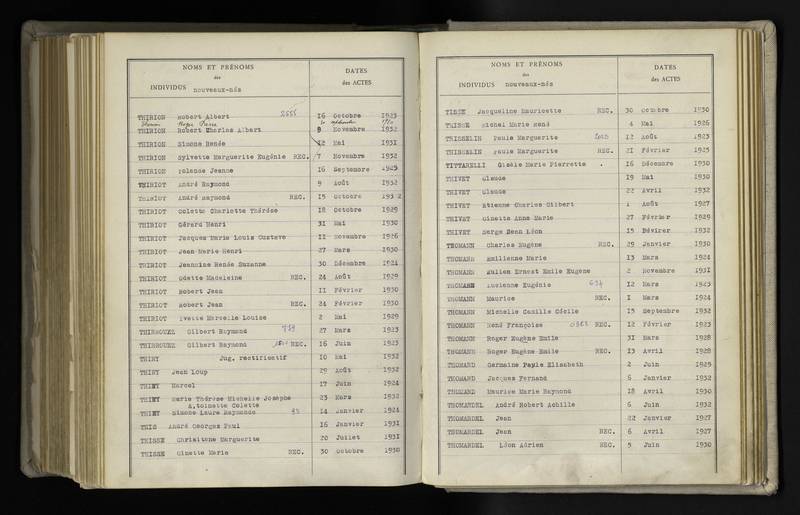 NOMS ET PRÉNOMS
des
INDIVIDUS nouveaux-nés
DATES
des ACTES
THIRION Robert Albert 16 Octobre 1923
THIRION Robert Charles Albert 9 Novembre 1932
THIRION Simone Renée 12 Mai 1931
THIRION Sylvette Marguerite Eugénie REC. 7 Novembre 1932
THIRION Yolande Jeanne 16 Septembre 1925
THIRIOT André Raymond 9 Août 1932
THIRIOT André Raymond REC. 15 Octobre 1932
THIRIOT Colette Charlotte Thérèse 18 Octobre 1929
THIRIOT Gérard Henri 31 Mai 1930
THIRIOT Jacques Marie Louis Gustave 11 Novembre 1926
THIRIOT Jean Marie Henri 27 Mars 1930
THIRIOT Jeannine Renée Suzanne 30 Décembre 1924
THIRIOT Odette Madeleine REC. 24 Août 1929
THIRIOT Robert Jean 11 Février 1930
THIRIOT Robert Jean REC. 24 Février 1930
THIRIOT Yvette Marcelle Louise 2 Mai 1929
THIRROUEZ Gilbert Raymond 27 Mars 1923
THIRROUEZ Gilbert Raymond REC. 16 Juin 1923
THIRY Jug. rectificatif 10 Mai 1932
THIRY Jean Loup 29 Août 1932
THIRY Marcel 17 Juin 1924
THIRY Marie Thérèse Michelle Josèphe 23 Mars 1932
Antoinette Colette
THIRY Simone Laure Raymonde 45 14 Janvier 1924
THIS André Georges Paul 16 Janvier 1931
THISSE Christiane Marguerite 20 Juillet 1931
THISSE Ginette Marie REC. 30 Octobre 1930
NOMS ET PRÉNOMS
des
INDIVIDUS nouveaux-nés
DATES
des ACTES
THISSE Jacqueline Mauricette REC. 30 Octobre 1930
THISSE Michel Marie René 4 Mai 1926
THISSELIN Paule Marguerite 12 Août 1923
THISSELIN Paule Marguerite REC. 21 Février 1925
TITTARELLI Gisèle Marie Pierrette 16 Décembre 1930
THIVET Claude 19 Mai 1930
THIVET Claude 22 Avril 1932
THIVET Etienne Charles Gilbert 1 Août 1927
THIVET Ginette Anne Marie 27 Février 1929
THIVET Serge Jean Léon 15 Février 1932
THOMANN Charles Eugène REC. 29 Janvier 1930
THOMANN Emilienne Marie 13 Mars 1924
THOMANN Julien Ernest Emile Eugène 2 Novembre 1931
THOMANN Lucienne Eugénie 634 12 Mars 1923
THOMANN Maurice REC. 1 Mars 1924
THOMANN Michelle Camille Cécile 15 Septembre 1932
THOMANN René Françoise REC. 12 Février 1923
THOMANN Roger Eugène Emile 31 Mars 1928
THOMANN Roger Eugène Emile REC. 13 Avril 1928
THOMARD Germaine Paule Elisabeth 2 Juin 1925
THOMARD Jacques Fernand 6 Janvier 1932
THOMARD Maurice Marie Raymond 18 Avril 1930
THOMARDEL André Robert Achille 6 Juin 1932
THOMARDEL Jean 22 Janvier 1927
THOMARDEL Jean REC. 6 Avril 1927
THOMARDEL Léon Adrien REC. 5 Juin 1930